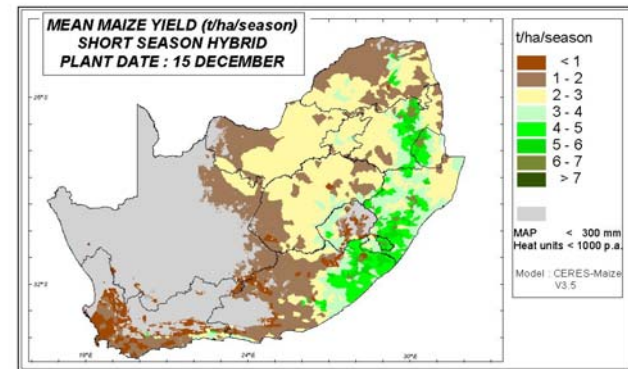 MEAN MAIZE YIELD (t/ha/season)
SHORT SEASON HYBRID
PLANT DATE : 15 DECEMBER
t/ha/season
< 1
1 - 2
2 - 3
3 - 4
4 - 5
5 - 6
6 - 7
> 7
MAP < 300 mm
Heat units < 1000 p.a.
Model : CERES-Maize
V3.5
32°S
24°E